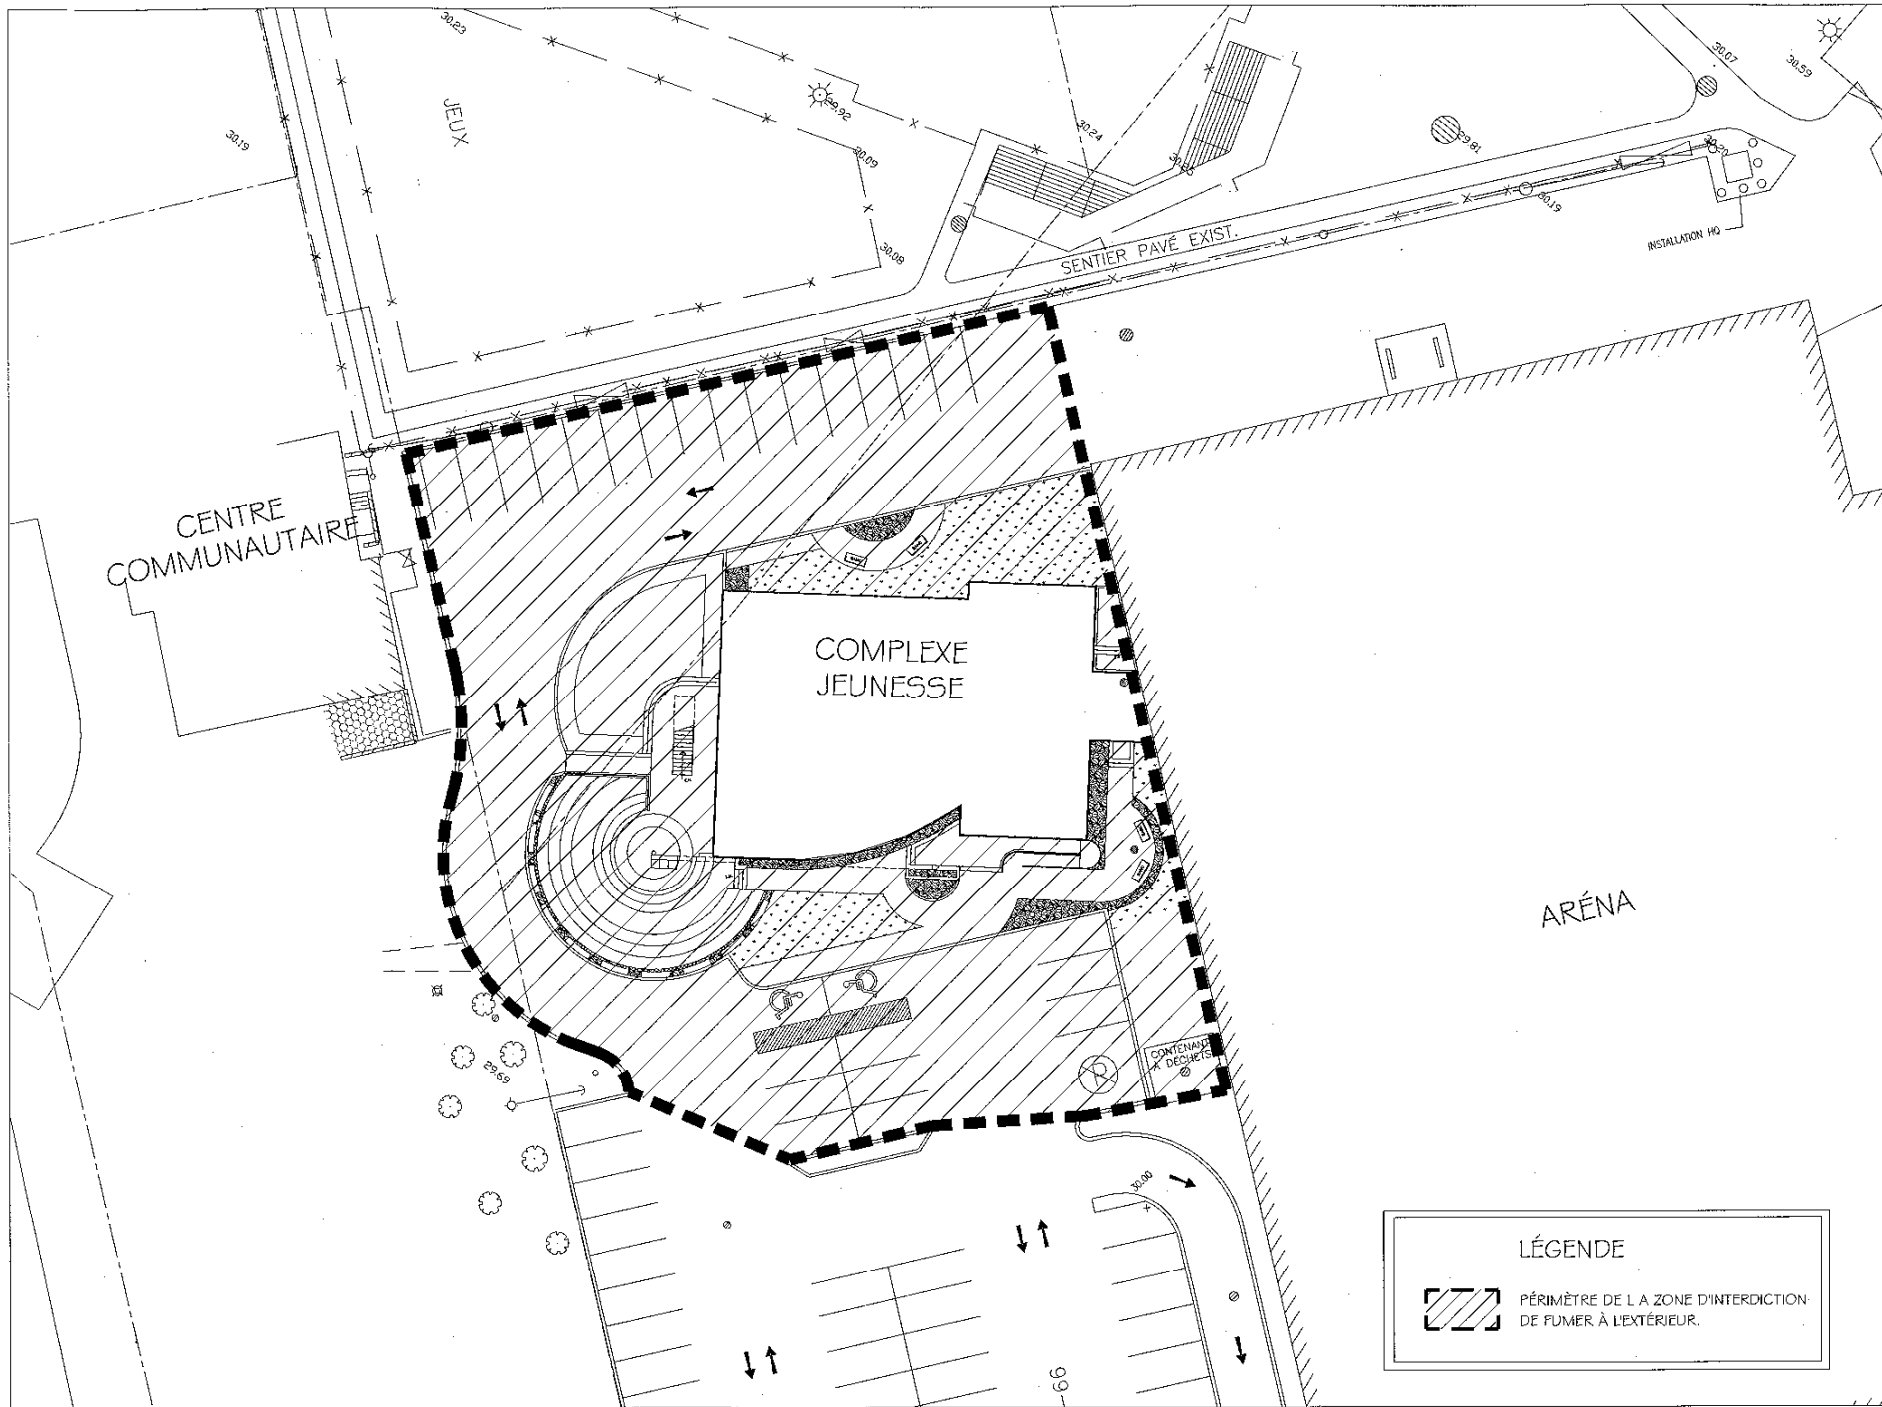 30.23
30.07
30.59
JEUX
29.92
30.19
30.09
30.24
29.81
30.20
30.19
30.08
SENTIER PAVÉ EXIST.
INSTALLATION HQ
CENTRE
COMMUNAUTAIRE
COMPLEXE
JEUNESSE
ARÉNA
CONTENANT
À DÉCHETS
29.69
30.00
LÉGENDE
PÉRIMÈTRE DE L A ZONE D'INTERDICTION
DE FUMER À L'EXTÉRIEUR.
99